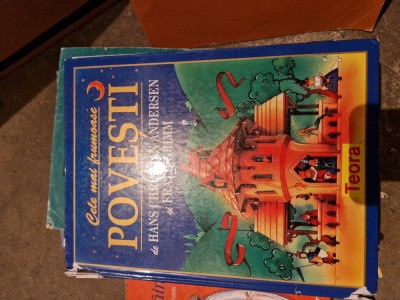 Cele mai frumoase
POVEȘTI
de HANS CHRISTIAN ANDERSEN
și FRAȚII GRIMM
Teora